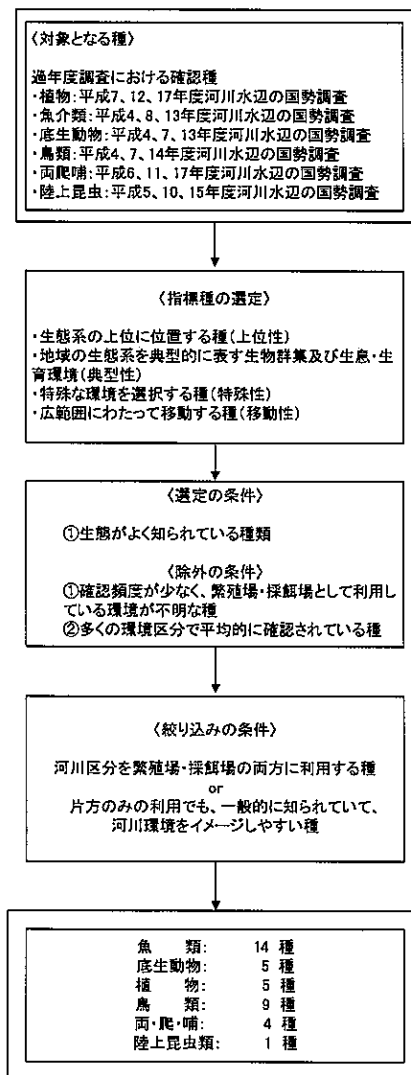 〈対象となる種〉
過年度調査における確認種
・植物:平成7、12、17年度河川水辺の国勢調査
・魚介類:平成4、8、13年度河川水辺の国勢調査
・底生動物:平成4、7、13年度河川水辺の国勢調査
・鳥類:平成4、7、14年度河川水辺の国勢調査
・両爬哺:平成6、11、17年度河川水辺の国勢調査
・陸上昆虫:平成5、10、15年度河川水辺の国勢調査
〈指標種の選定〉
・生態系の上位に位置する種(上位性)
・地域の生態系を典型的に表す生物群集及び生息・生
育環境(典型性)
・特殊な環境を選択する種(特殊性)
・広範囲にわたって移動する種(移動性)
〈選定の条件〉
①生態がよく知られている種類
〈除外の条件〉
①確認頻度が少なく、繁殖場・採餌場として利用し
ている環境が不明な種
②多くの環境区分で平均的に確認されている種
〈絞り込みの条件〉
河川区分を繁殖場・採餌場の両方に利用する種
or
片方のみの利用でも、一般的に知られていて、
河川環境をイメージしやすい種
魚 類: 14 種
底生動物: 5 種
植 物: 5 種
鳥 類: 9 種
両・爬・哺: 4 種
陸上昆虫類: 1 種